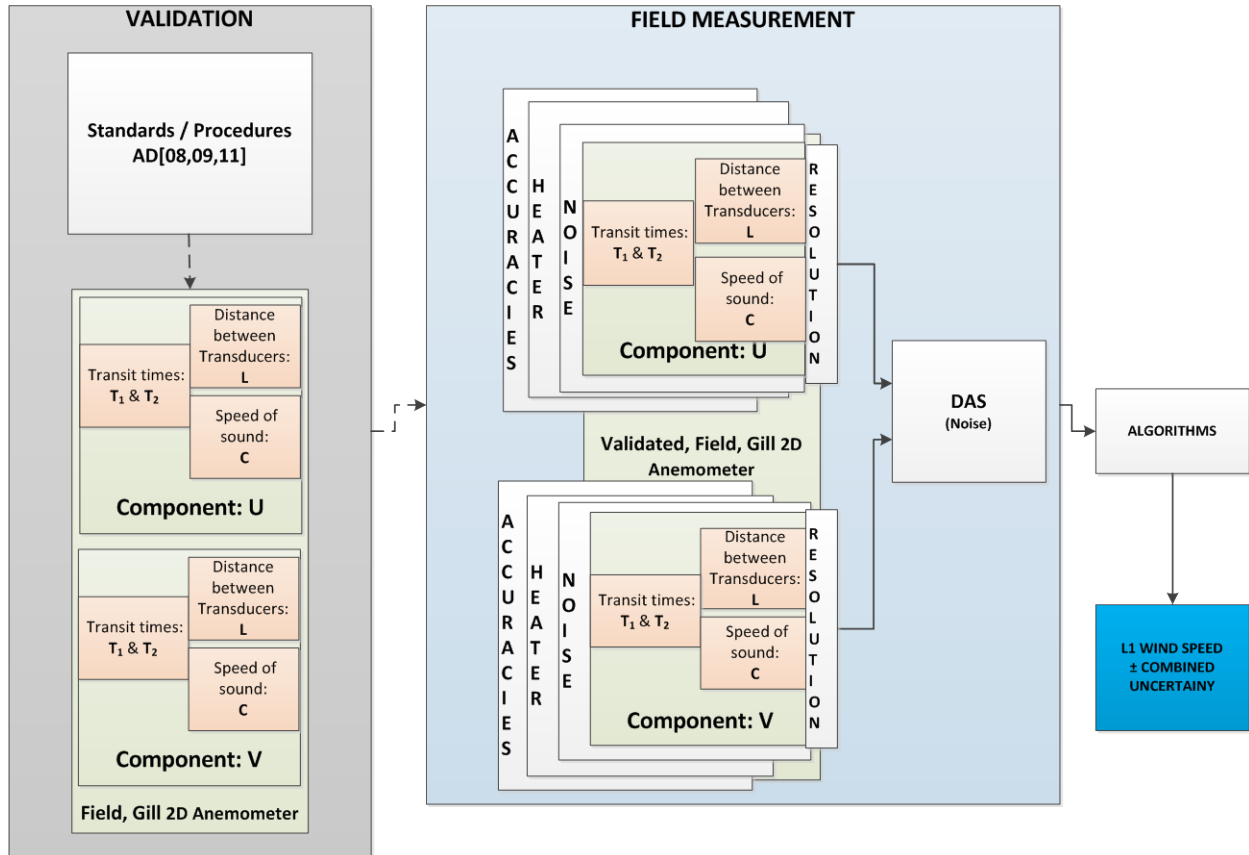 VALIDATION
Standards / Procedures
AD[08,09,11]
Distance
between
Transducers:
L
Transit times:
T₁ & T₂
Speed of
sound:
C
Component: U
Distance
between
Transducers:
L
Transit times:
T₁ & T₂
Speed of
sound:
C
Component: V
Field, Gill 2D Anemometer
FIELD MEASUREMENT
ACCURACIES
HEATER
NOISE
Distance
between
Transducers:
L
Transit times:
T₁ & T₂
Speed of
sound:
C
Component: U
RESOLUTION
Validated, Field, Gill 2D
Anemometer
ACCURACIES
HEATER
NOISE
Distance
between
Transducers:
L
Transit times:
T₁ & T₂
Speed of
sound:
C
Component: V
RESOLUTION
DAS
(Noise)
ALGORITHMS
L1 WIND SPEED
± COMBINED
UNCERTAINY